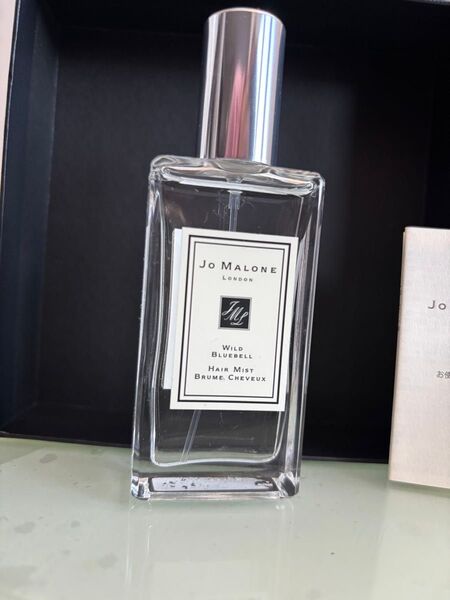 Jo Malone
London
JML
Wild
Bluebell
Hair Mist
Brume Cheveux
Jo
お使